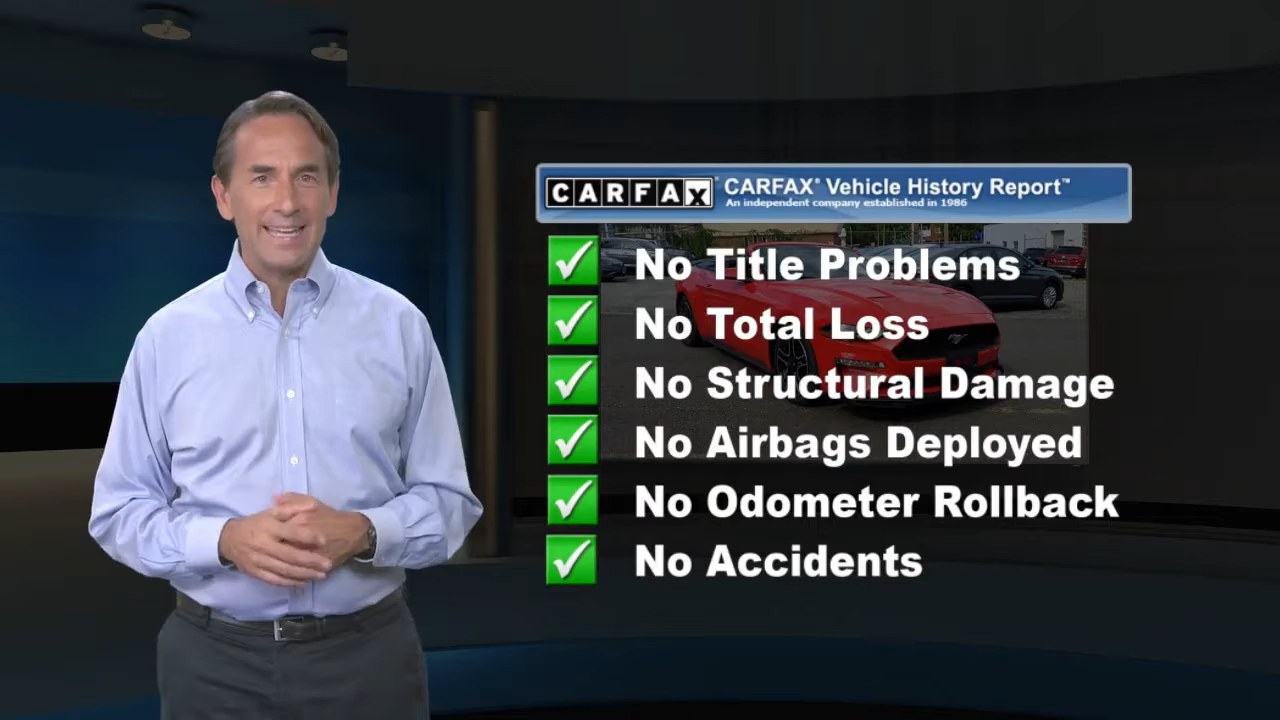 CARFAX
CARFAX® Vehicle History Report™
An independent company established in 1986
No Title Problems
No Total Loss
No Structural Damage
No Airbags Deployed
No Odometer Rollback
No Accidents